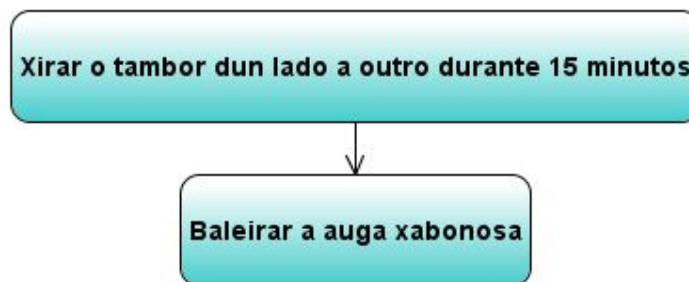 Xirar o tambor dun lado a outro durante 15 minutos
Baleirar a auga xabonosa